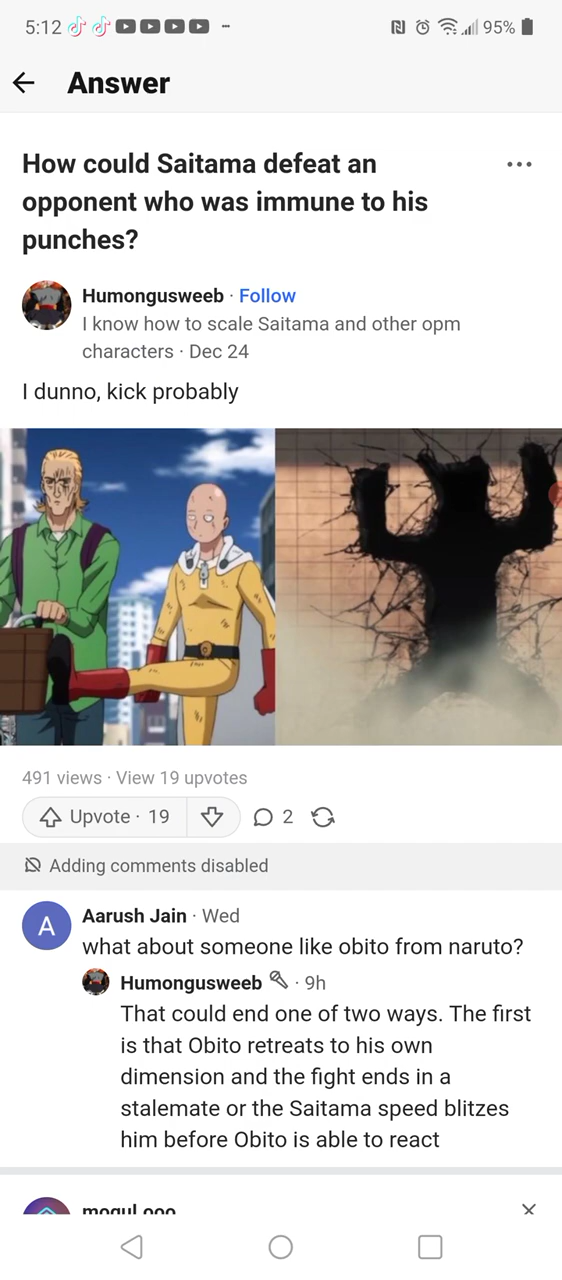 5:12
95%
Answer
How could Saitama defeat an
opponent who was immune to his
punches?
Humongusweeb · Follow
I know how to scale Saitama and other opm
characters · Dec 24
I dunno, kick probably
491 views · View 19 upvotes
Upvote · 19
2
Adding comments disabled
A
Aarush Jain · Wed
what about someone like obito from naruto?
Humongusweeb · 9h
That could end one of two ways. The first
is that Obito retreats to his own
dimension and the fight ends in a
stalemate or the Saitama speed blitzes
him before Obito is able to react
mogul.ooo